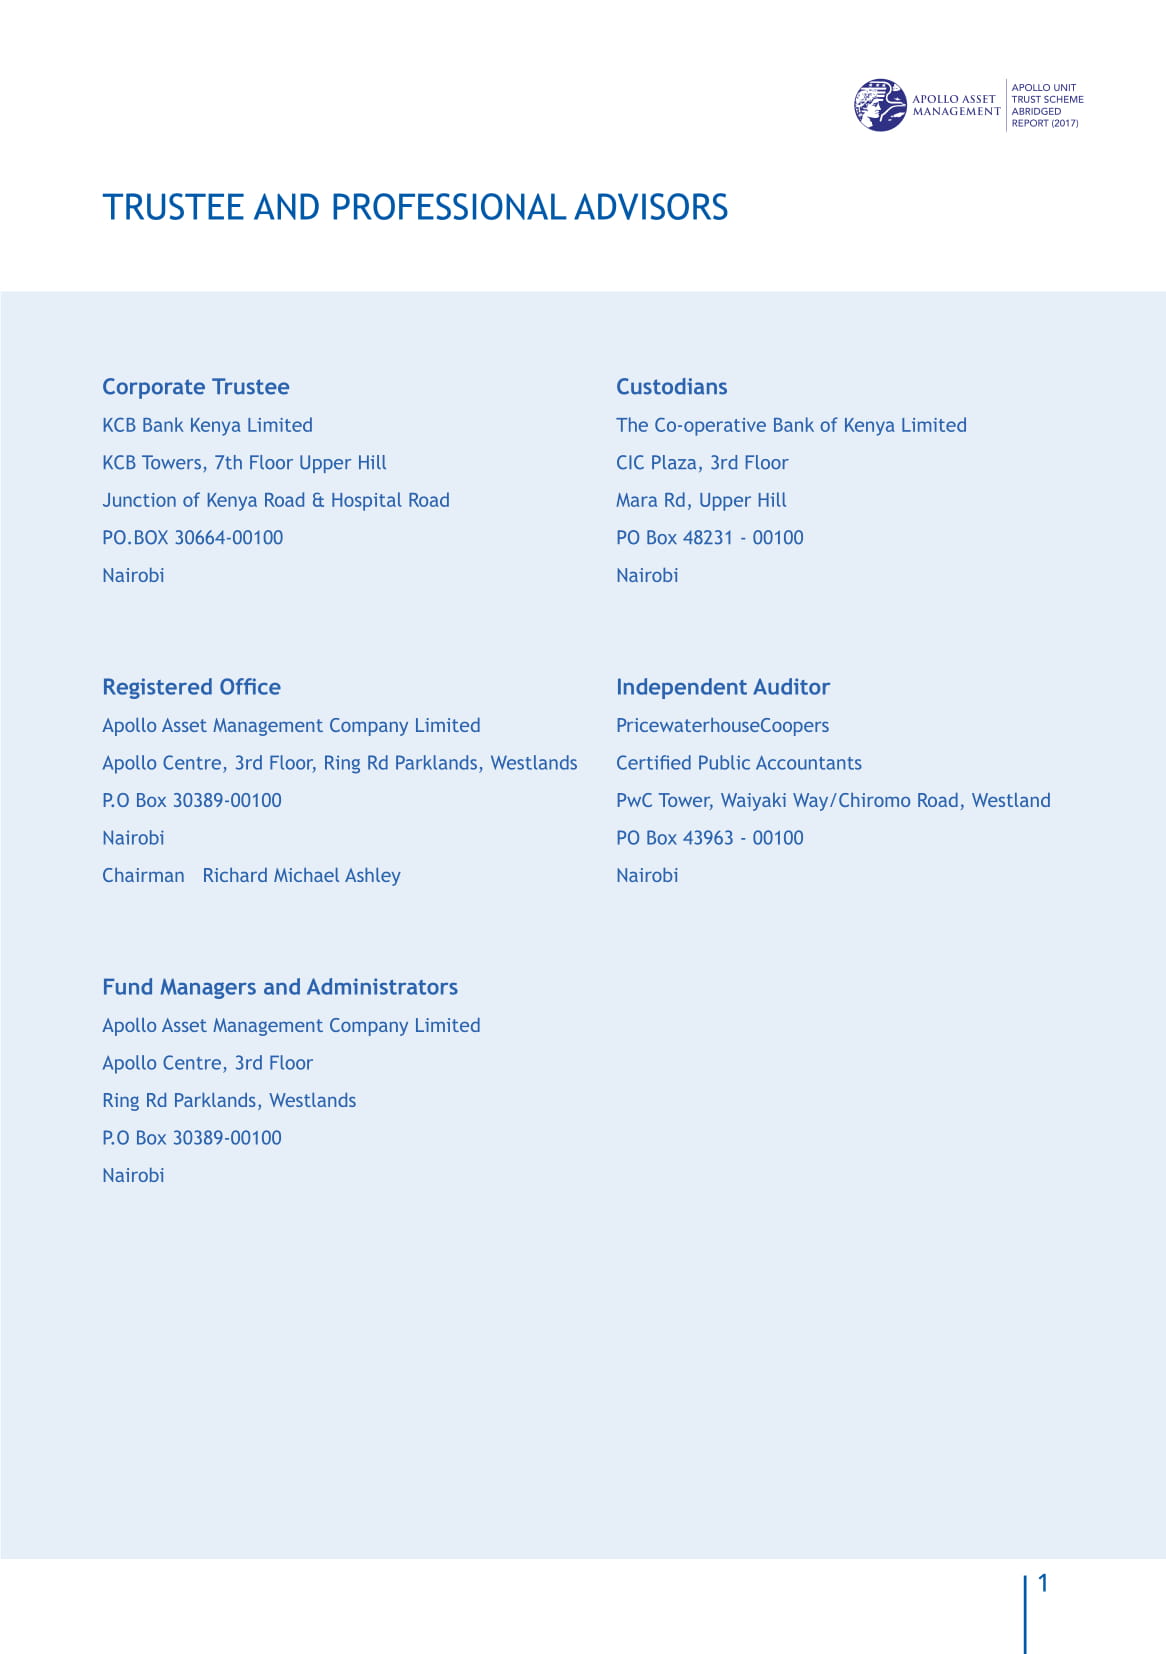 APOLLO ASSET
MANAGEMENT
APOLLO UNIT
TRUST SCHEME
ABRIDGED
REPORT (2017)
TRUSTEE AND PROFESSIONAL ADVISORS
Corporate Trustee
KCB Bank Kenya Limited
KCB Towers, 7th Floor Upper Hill
Junction of Kenya Road & Hospital Road
PO.BOX 30664-00100
Nairobi
Custodians
The Co-operative Bank of Kenya Limited
CIC Plaza, 3rd Floor
Mara Rd, Upper Hill
PO Box 48231 - 00100
Nairobi
Registered Office
Apollo Asset Management Company Limited
Apollo Centre, 3rd Floor, Ring Rd Parklands, Westlands
P.O Box 30389-00100
Nairobi
Chairman Richard Michael Ashley
Independent Auditor
PricewaterhouseCoopers
Certified Public Accountants
PwC Tower, Waiyaki Way/Chiromo Road, Westland
PO Box 43963 - 00100
Nairobi
Fund Managers and Administrators
Apollo Asset Management Company Limited
Apollo Centre, 3rd Floor
Ring Rd Parklands, Westlands
P.O Box 30389-00100
Nairobi
1